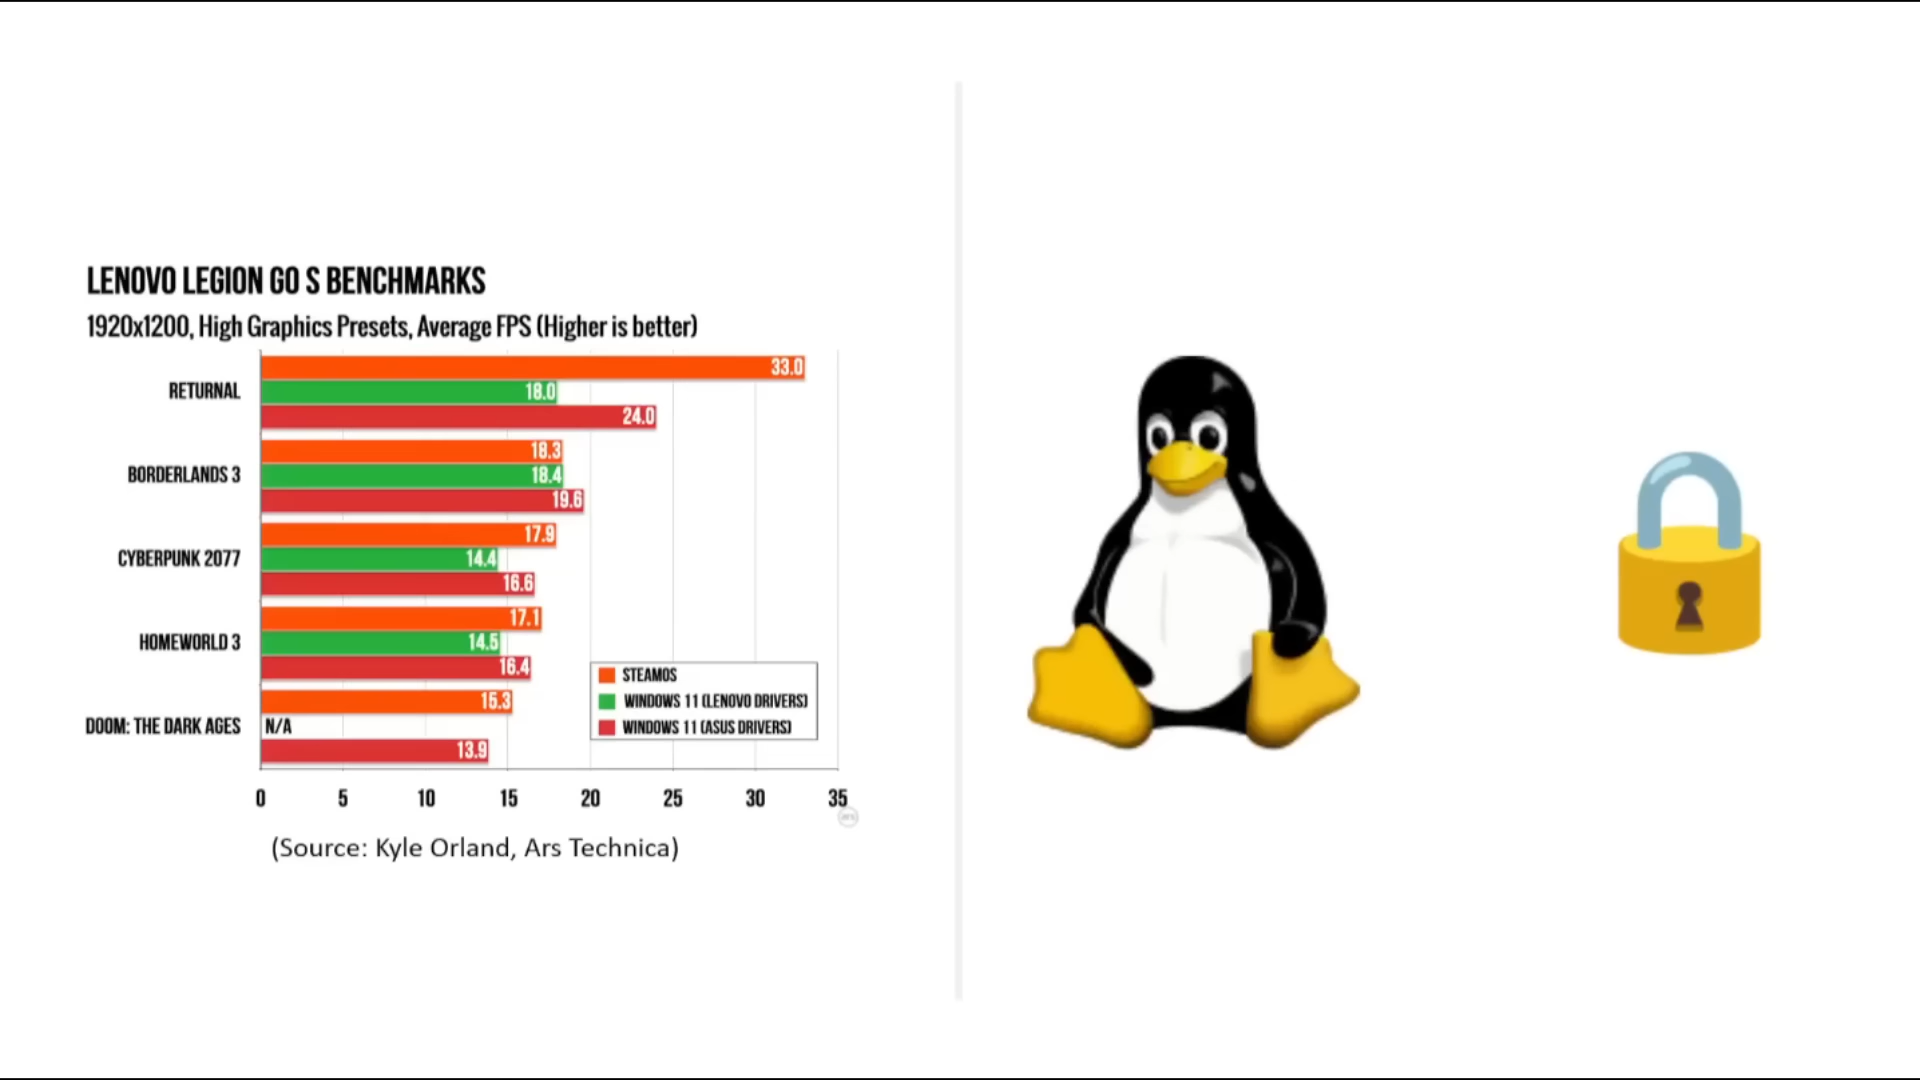 LENOVO LEGION GO S BENCHMARKS
1920x1200, High Graphics Presets, Average FPS (Higher is better)
RETURNAL
33.0
18.0
24.0
BORDERLANDS 3
18.3
18.4
19.6
CYBERPUNK 2077
17.9
14.4
16.6
HOMEWORLD 3
17.1
14.5
16.4
DOOM: THE DARK AGES
15.3
N/A
13.9
STEAMOS
WINDOWS 11 (LENOVO DRIVERS)
WINDOWS 11 (ASUS DRIVERS)
0 5 10 15 20 25 30 35
(Source: Kyle Orland, Ars Technica)